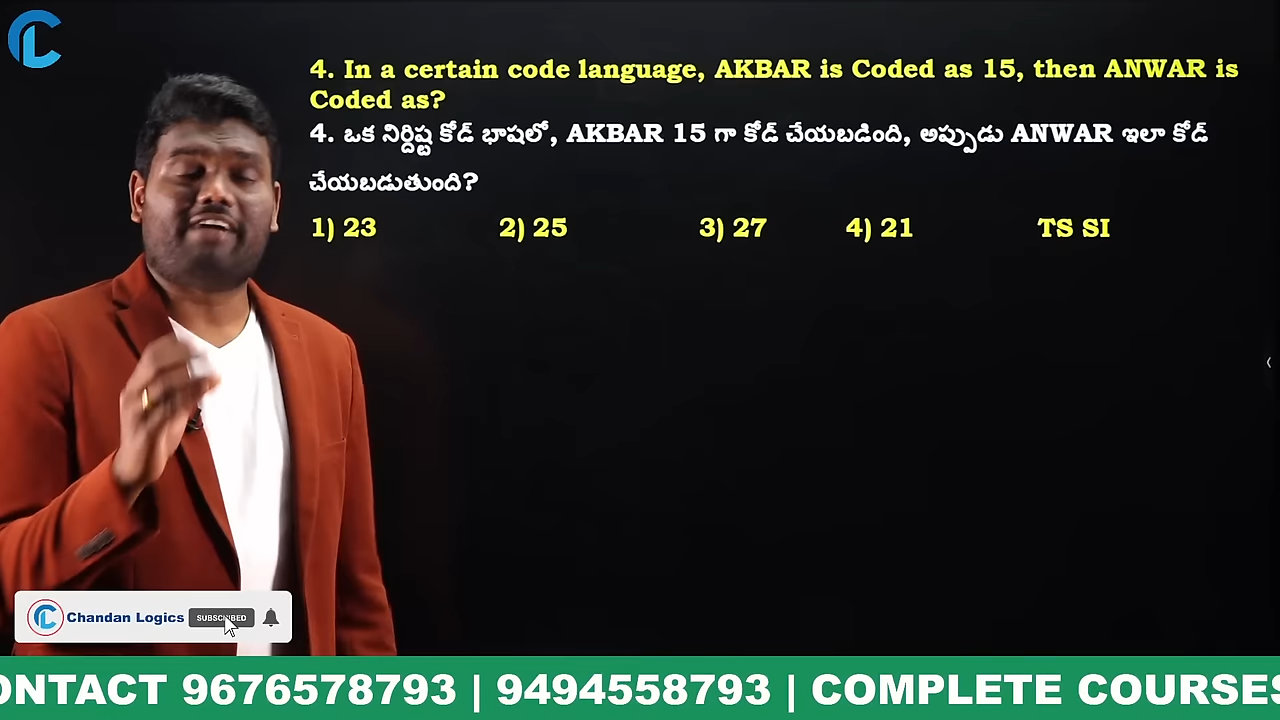 4. In a certain code language, AKBAR is Coded as 15, then ANWAR is
Coded as?
4. ఒక నిర్దిష్ట కోడ్ భాషలో, AKBAR 15 గా కోడ్ చేయబడింది, అప్పుడు ANWAR ఇలా కోడ్
చేయబడుతుంది?
1) 23 2) 25 3) 27 4) 21 TS SI
Chandan Logics SUBSCRIBED
ONTACT 9676578793 | 9494558793 | COMPLETE COURSES